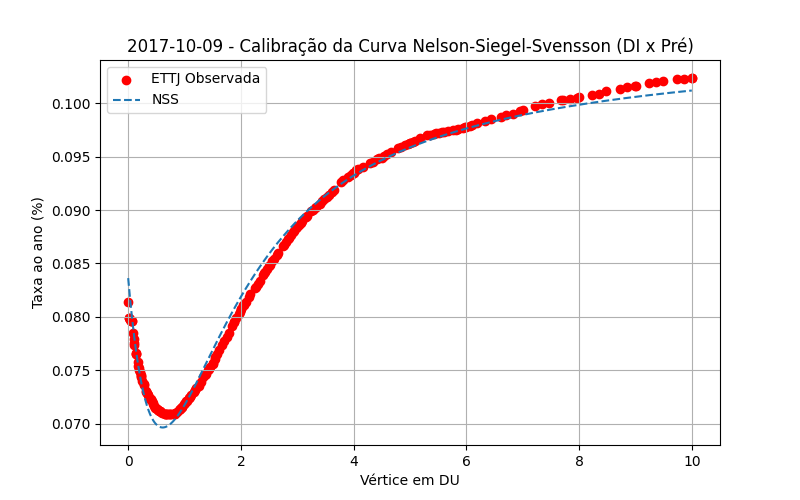 2017-10-09 - Calibração da Curva Nelson-Siegel-Svensson (DI x Pré)
ETTJ Observada
NSS
Taxa ao ano (%)
0.100
0.095
0.090
0.085
0.080
0.075
0.070
0 2 4 6 8 10
Vértice em DU